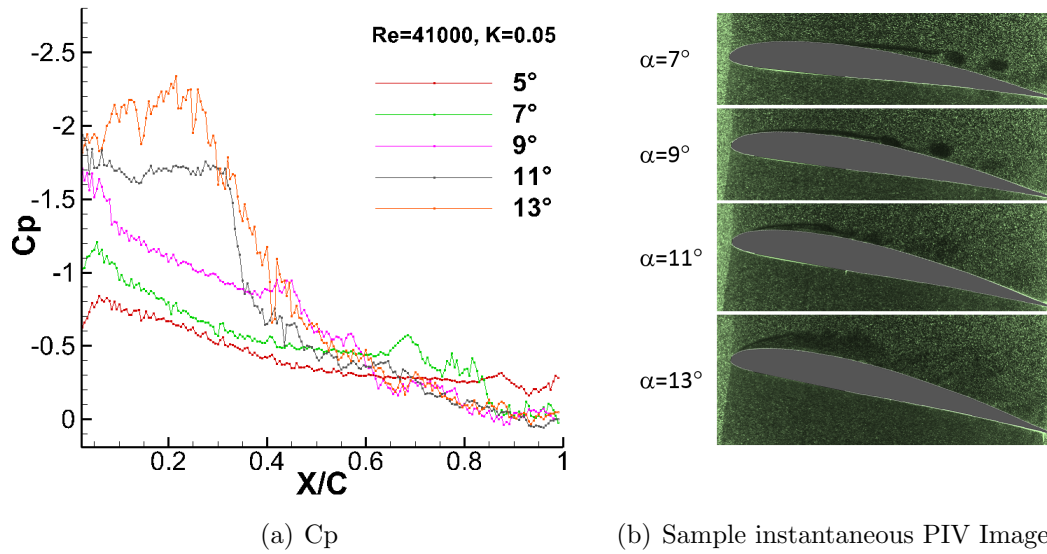 Re=41000, K=0.05
5°
7°
9°
11°
13°
Cp
-2.5
-2
-1.5
-1
-0.5
0
0.2
0.4
0.6
0.8
1
X/C
(a) Cp
α=7°
α=9°
α=11°
α=13°
(b) Sample instantaneous PIV Image